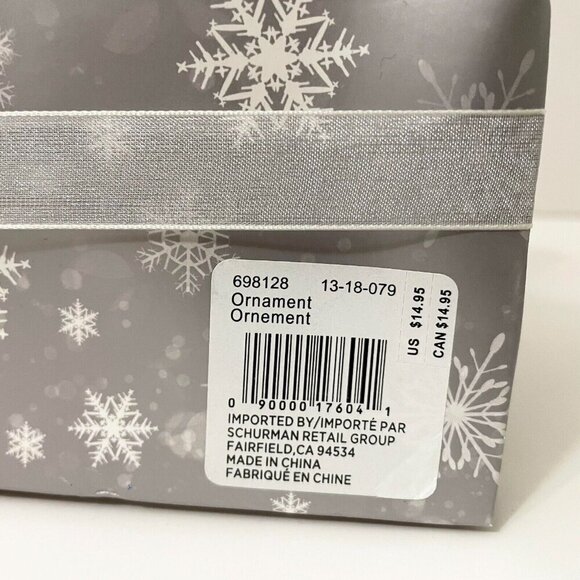 698128 13-18-079
Ornament
Ornement
US $14.95
CAN $14.95
0 90000 17604 1
IMPORTED BY/IMPORTÉ PAR
SCHURMAN RETAIL GROUP
FAIRFIELD,CA 94534
MADE IN CHINA
FABRIQUÉ EN CHINE